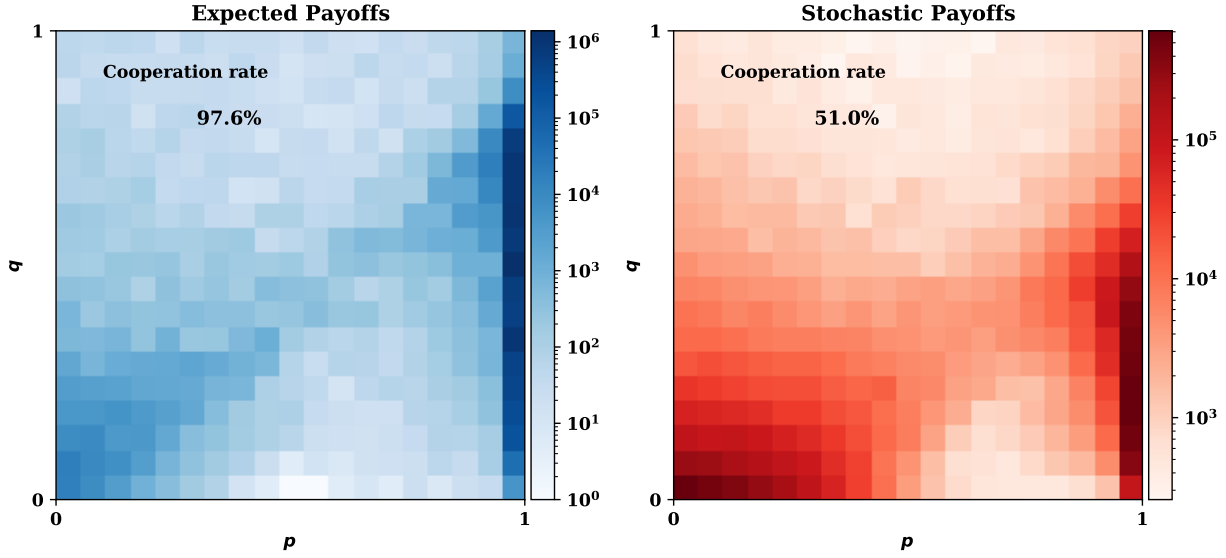 Expected Payoffs
1
Cooperation rate
97.6%
q
0
0
1
p
10⁶
10⁵
10⁴
10³
10²
10¹
10⁰
Stochastic Payoffs
1
Cooperation rate
51.0%
q
0
0
1
p
10⁵
10⁴
10³